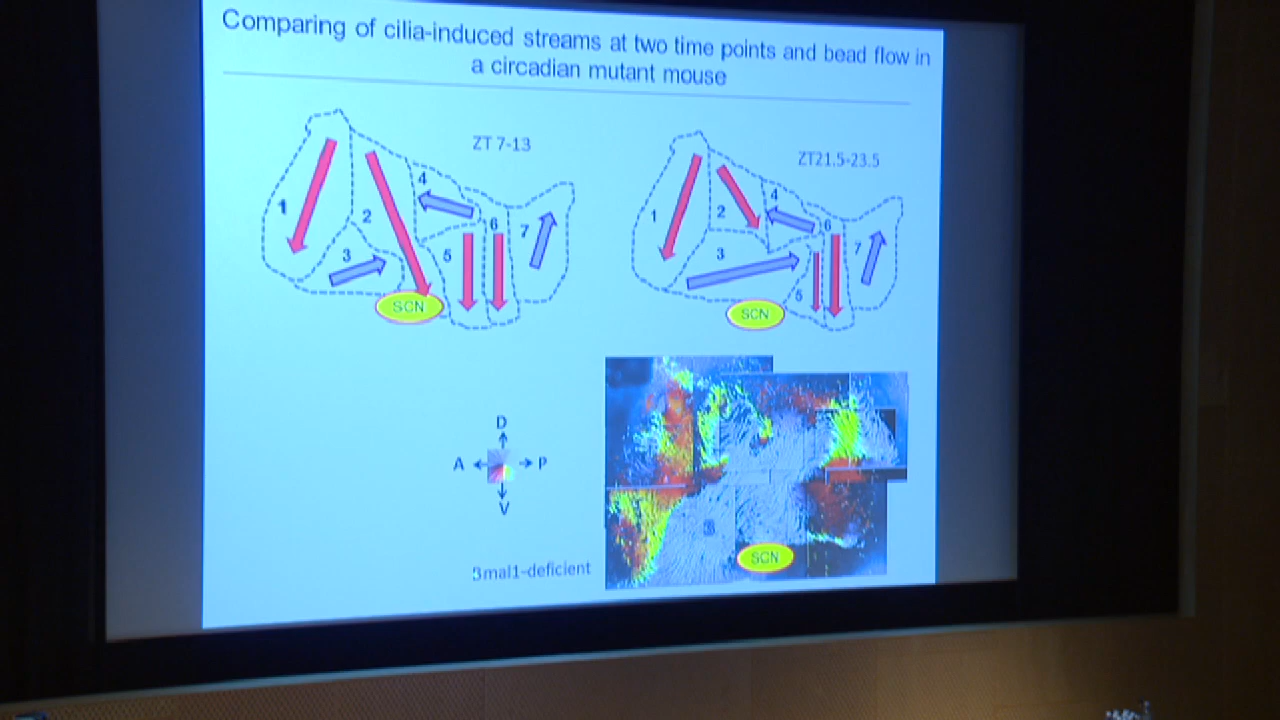 Comparing of cilia-induced streams at two time points and bead flow in
a circadian mutant mouse
ZT 7-13
1
2
3
4
5
6
7
SCN
ZT21.5-23.5
1
2
3
4
5
6
7
SCN
D
A P
V
3
SCN
Bmal1-deficient